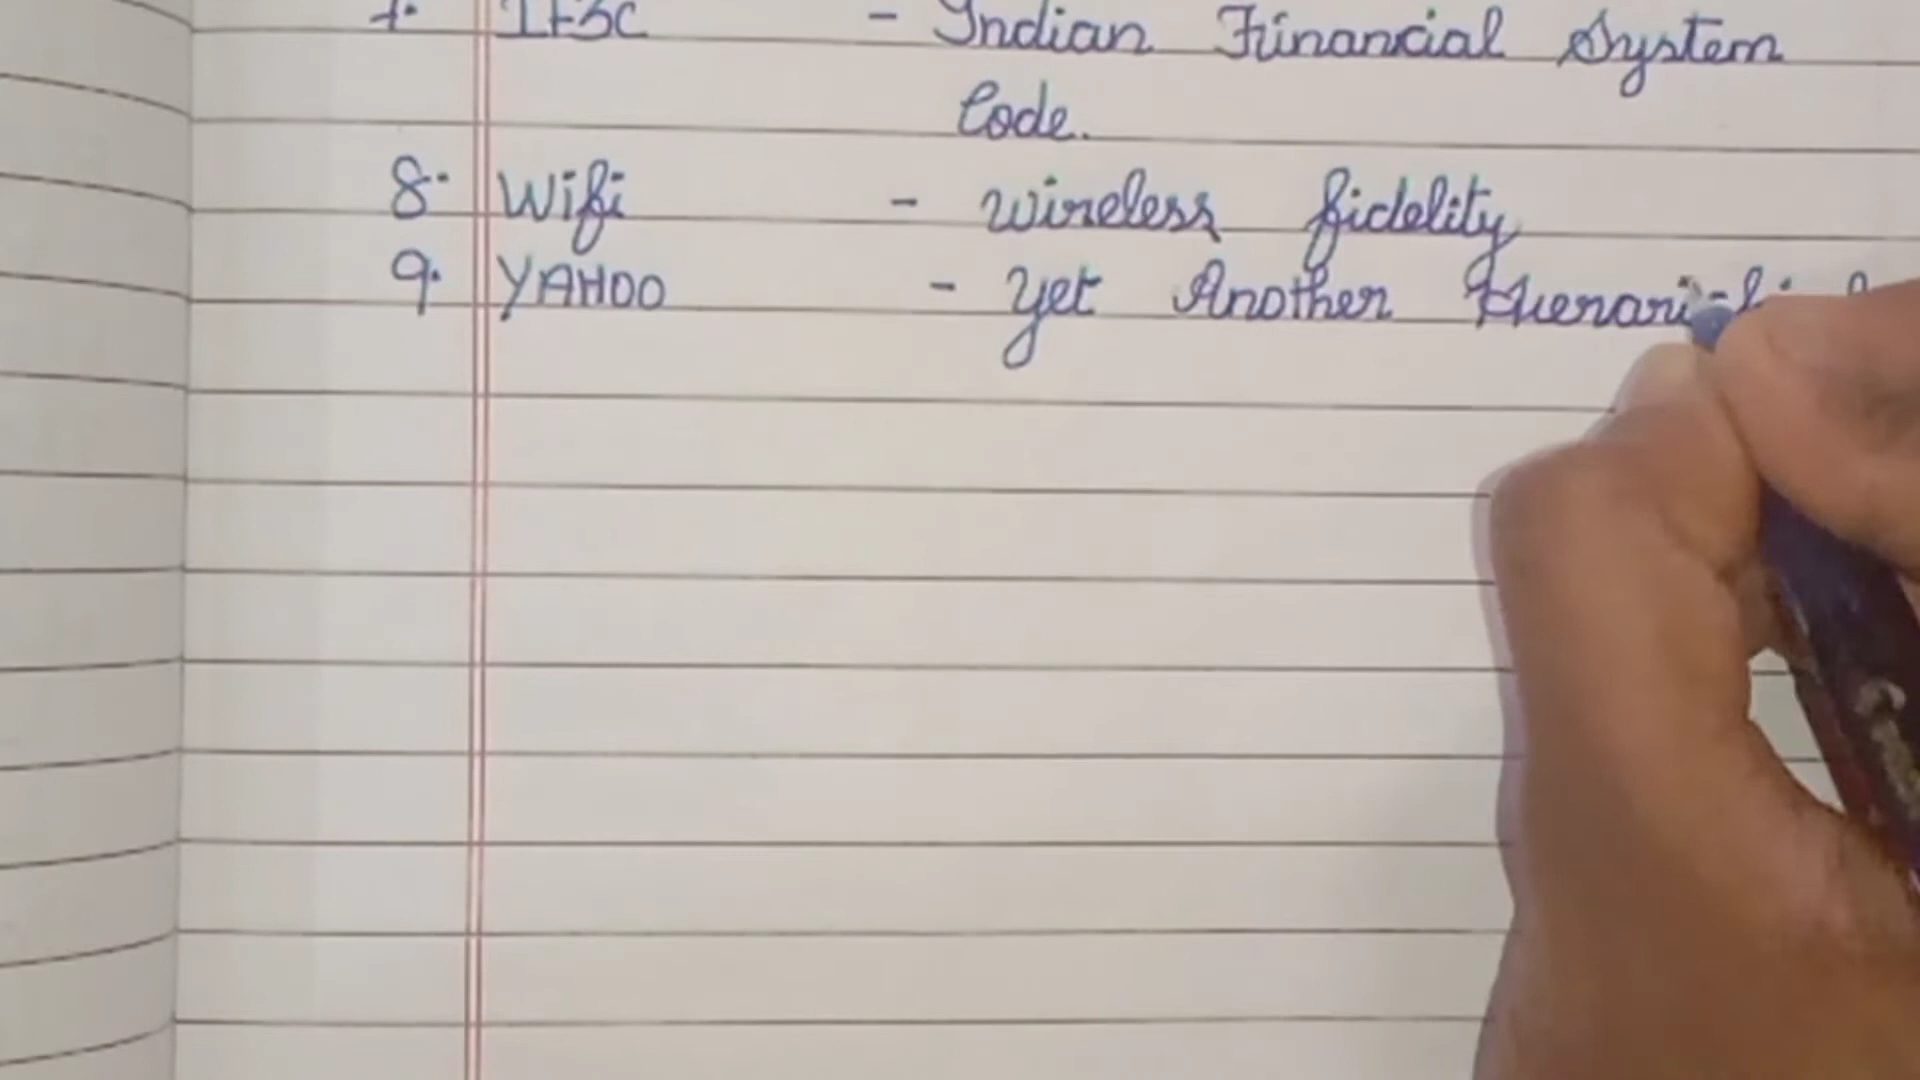 7. IFSC - Indian Financial System
Code.
8. Wifi - wireless fidelity
9. YAHOO - Yet Another